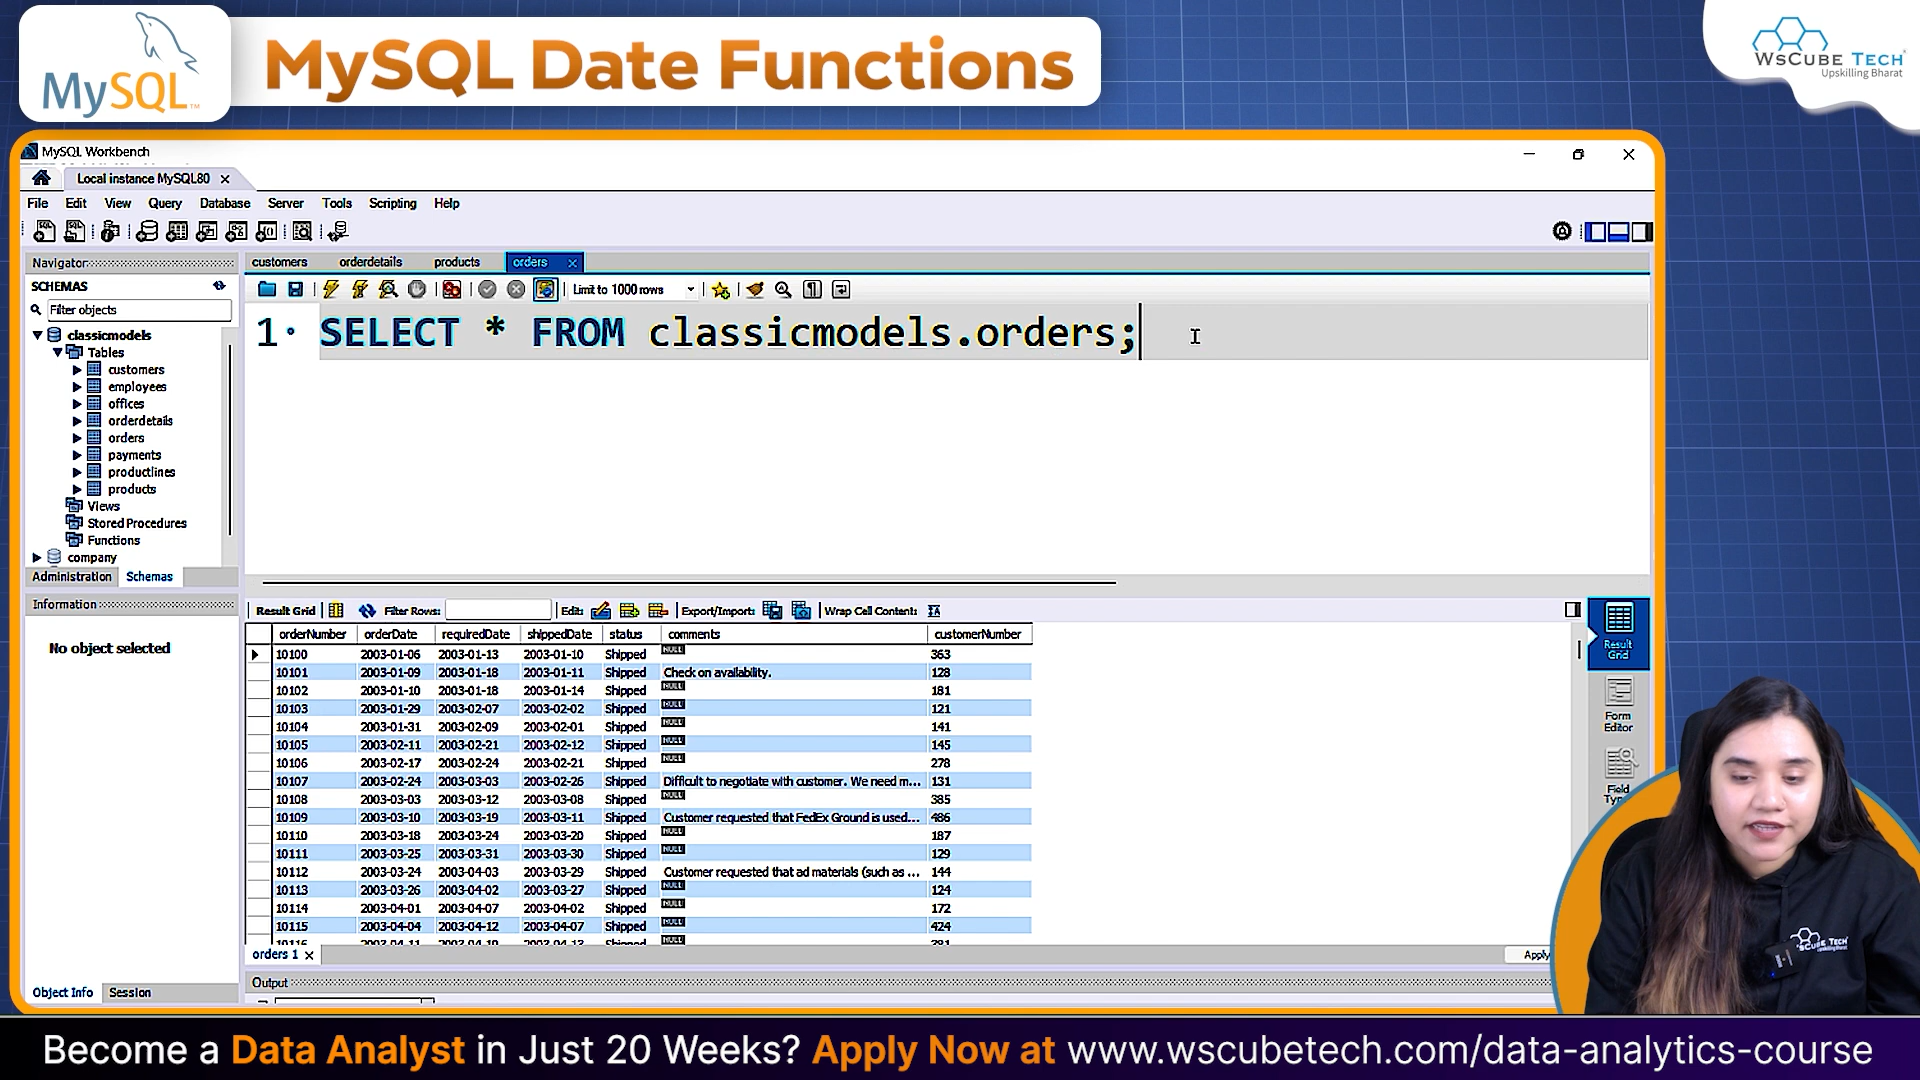 MySQL™
MySQL Date Functions
WsCube Tech
Upskilling Bharat
MySQL Workbench
Local instance MySQL80
File Edit View Query Database Server Tools Scripting Help
Navigator
customers orderdetails products orders
SCHEMAS
Limit to 1000 rows
Filter objects
1 SELECT * FROM classicmodels.orders;
classicmodels
Tables
customers
employees
offices
orderdetails
orders
payments
productlines
products
Views
Stored Procedures
Functions
company
Administration Schemas
Information
No object selected
Result Grid Filter Rows: Edit: Export/Import: Wrap Cell Content:
orderNumber orderDate requiredDate shippedDate status comments customerNumber
10100 2003-01-06 2003-01-13 2003-01-10 Shipped NULL 363
10101 2003-01-09 2003-01-18 2003-01-11 Shipped Check on availability. 128
10102 2003-01-10 2003-01-18 2003-01-14 Shipped NULL 181
10103 2003-01-29 2003-02-07 2003-02-02 Shipped NULL 121
10104 2003-01-31 2003-02-09 2003-02-01 Shipped NULL 141
10105 2003-02-11 2003-02-21 2003-02-12 Shipped NULL 145
10106 2003-02-17 2003-02-24 2003-02-21 Shipped NULL 278
10107 2003-02-24 2003-03-03 2003-02-26 Shipped Difficult to negotiate with customer. We need m... 131
10108 2003-03-03 2003-03-12 2003-03-08 Shipped NULL 385
10109 2003-03-10 2003-03-19 2003-03-11 Shipped Customer requested that FedEx Ground is used... 486
10110 2003-03-18 2003-03-24 2003-03-20 Shipped NULL 187
10111 2003-03-25 2003-03-31 2003-03-30 Shipped NULL 129
10112 2003-03-24 2003-04-03 2003-03-29 Shipped Customer requested that ad materials (such as ... 144
10113 2003-03-26 2003-04-02 2003-03-27 Shipped NULL 124
10114 2003-04-01 2003-04-07 2003-04-02 Shipped NULL 172
10115 2003-04-04 2003-04-12 2003-04-07 Shipped NULL 424
Result Grid
Form Editor
Field
orders 1
Apply
Output
Object Info Session
Become a Data Analyst in Just 20 Weeks? Apply Now at www.wscubetech.com/data-analytics-course